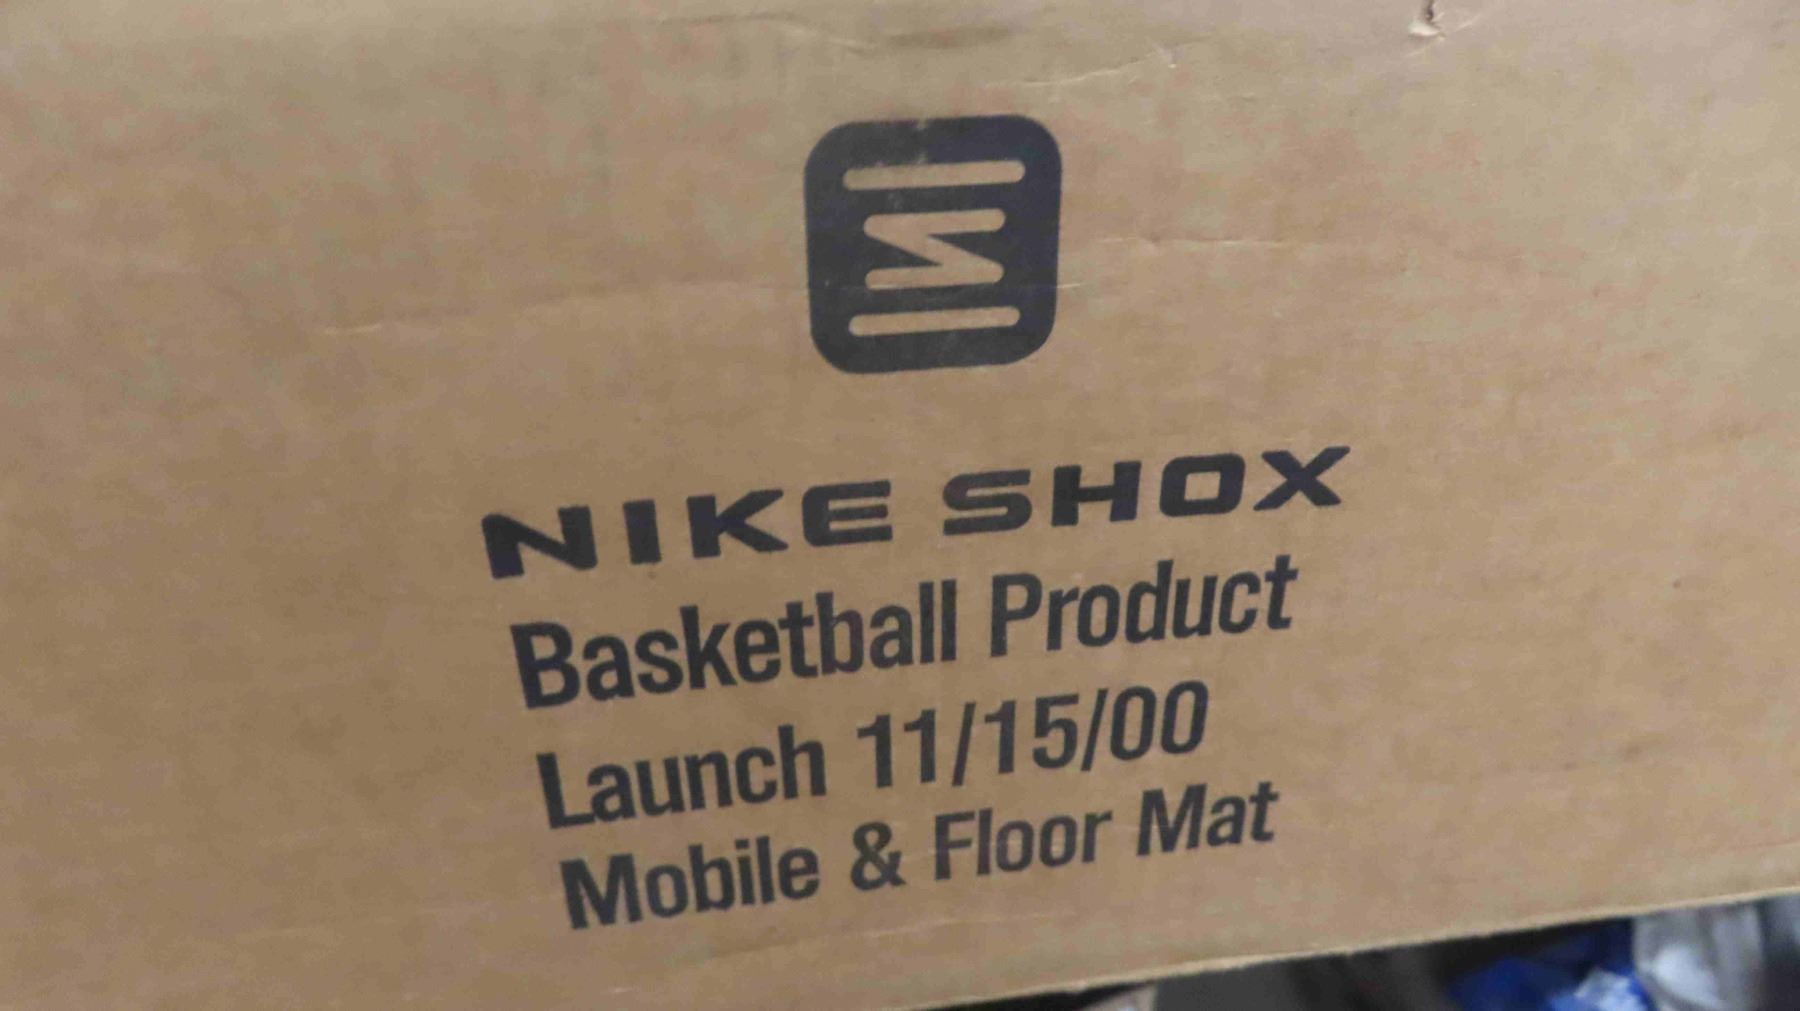 NIKE SHOX
Basketball Product
Launch 11/15/00
Mobile & Floor Mat